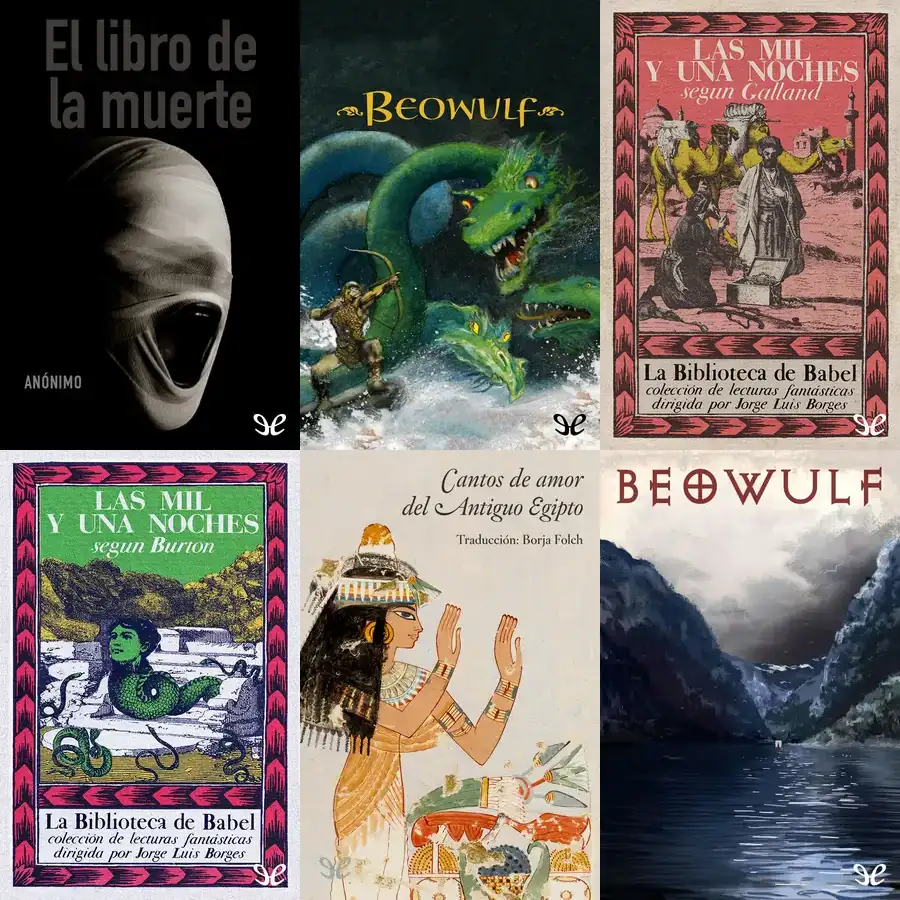 El libro de
la muerte
ANÓNIMO
BEOWULF
LAS MIL
Y UNA NOCHES
segun Galland
La Biblioteca de Babel
colección de lecturas fantásticas
dirigida por Jorge Luis Borges
LAS MIL
Y UNA NOCHES
segun Burton
La Biblioteca de Babel
colección de lecturas fantásticas
dirigida por Jorge Luis Borges
Cantos de amor
del Antiguo Egipto
Traducción: Borja Folch
BEOWULF